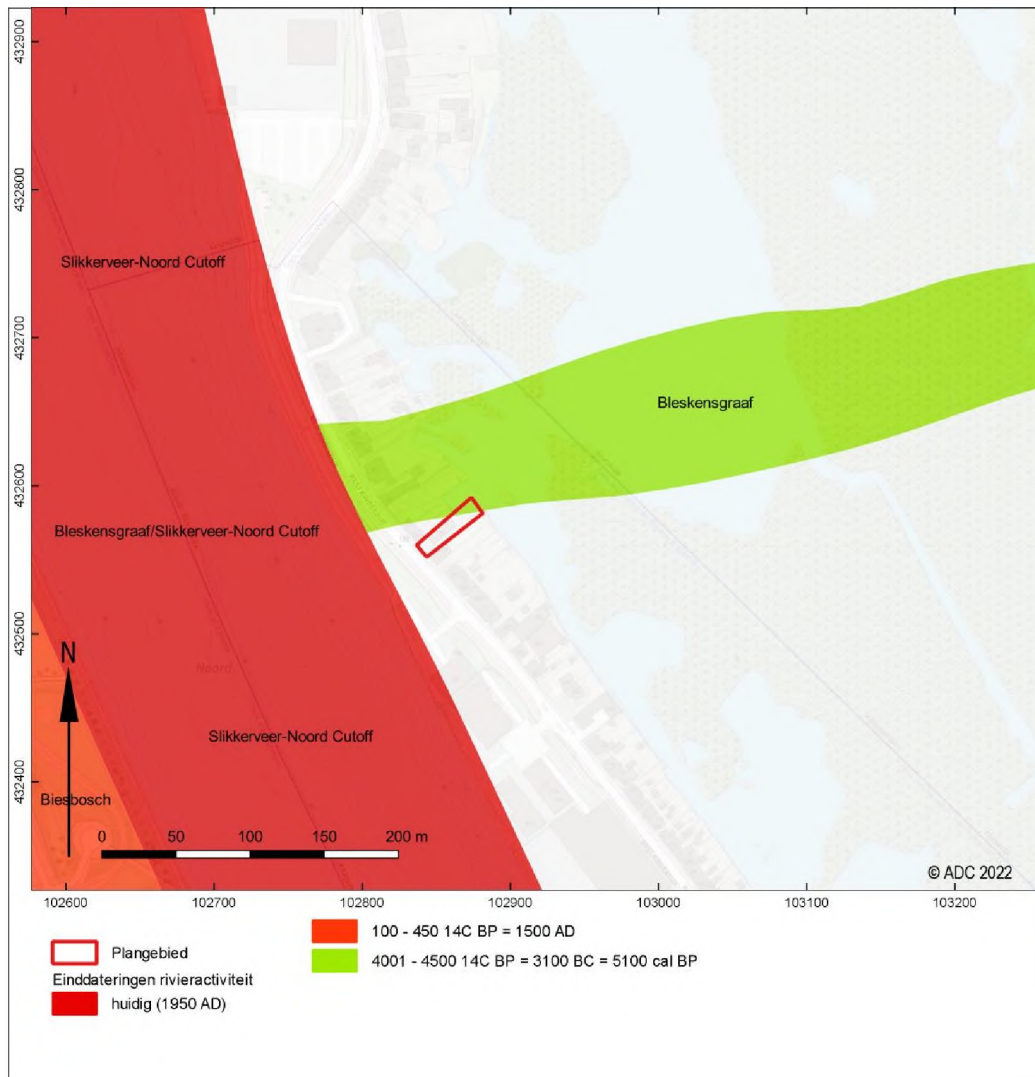 432900
432800
432700
432600
432500
432400
Slikkerveer-Noord Cutoff
Bleskensgraaf
Bleskensgraaf/Slikkerveer-Noord Cutoff
Noord
Slikkerveer-Noord Cutoff
N
Biesbosch
0 50 100 150 200 m
© ADC 2022
102600 102700 102800 102900 103000 103100 103200
Plangebied
Einddateringen rivieractiviteit
huidig (1950 AD)
100 - 450 14C BP = 1500 AD
4001 - 4500 14C BP = 3100 BC = 5100 cal BP